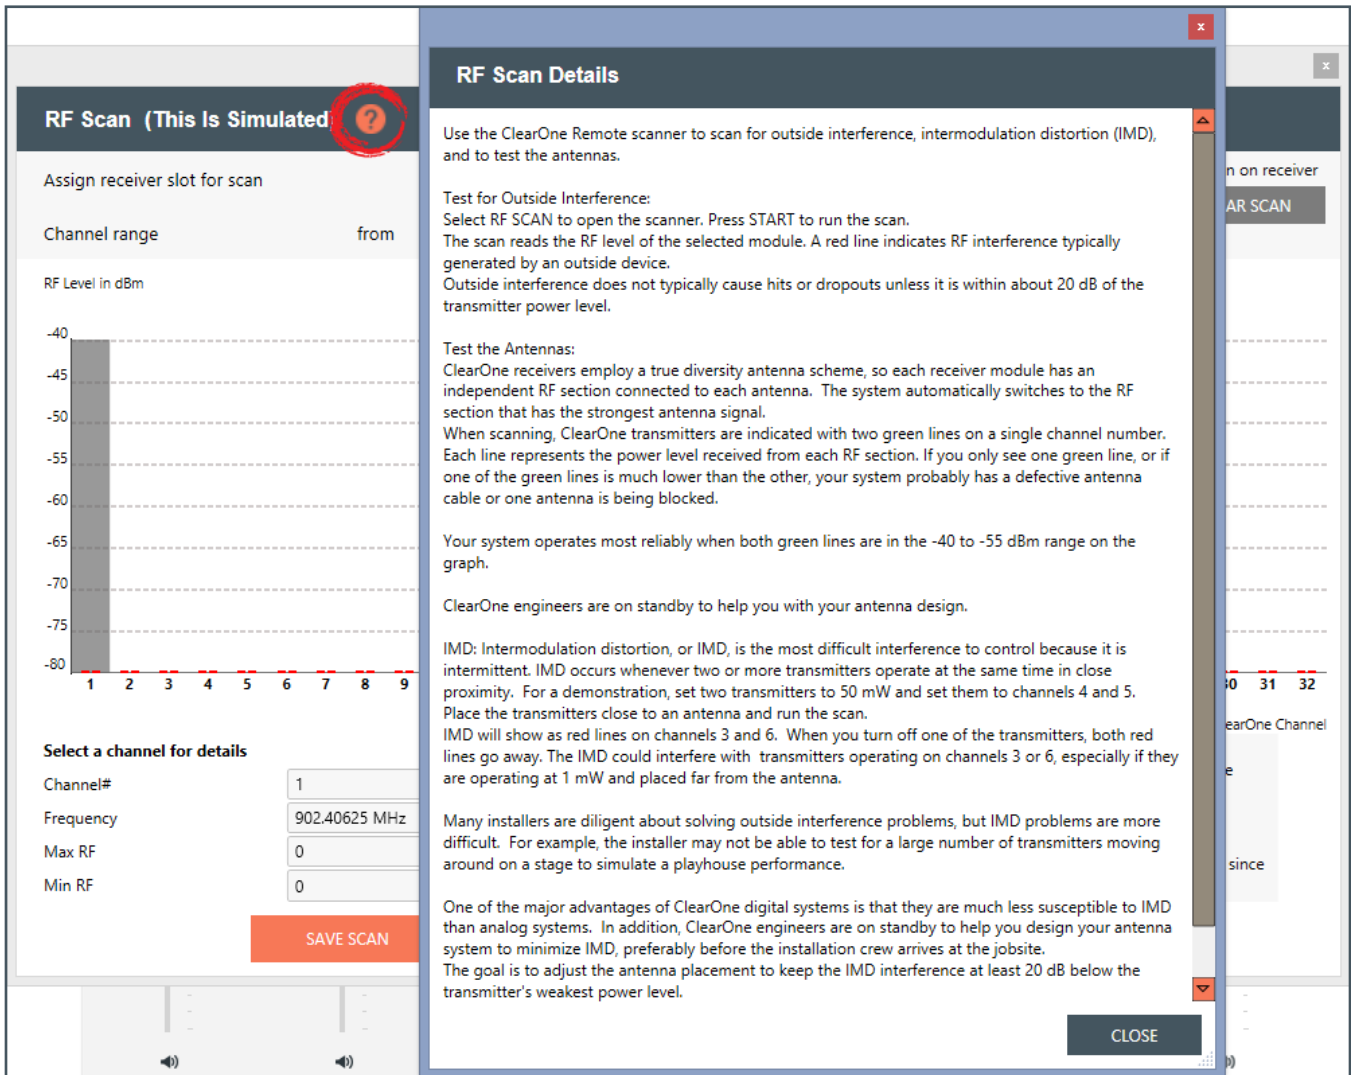 RF Scan Details
RF Scan (This Is Simulated)
?
Assign receiver slot for scan
n on receiver
AR SCAN
Channel range
from
RF Level in dBm
-40
-45
-50
-55
-60
-65
-70
-75
-80
1 2 3 4 5 6 7 8 9
30 31 32
earOne Channel
Select a channel for details
Channel#
1
Frequency
902.40625 MHz
Max RF
0
Min RF
0
SAVE SCAN
e
since
Use the ClearOne Remote scanner to scan for outside interference, intermodulation distortion (IMD),
and to test the antennas.
Test for Outside Interference:
Select RF SCAN to open the scanner. Press START to run the scan.
The scan reads the RF level of the selected module. A red line indicates RF interference typically
generated by an outside device.
Outside interference does not typically cause hits or dropouts unless it is within about 20 dB of the
transmitter power level.
Test the Antennas:
ClearOne receivers employ a true diversity antenna scheme, so each receiver module has an
independent RF section connected to each antenna.  The system automatically switches to the RF
section that has the strongest antenna signal.
When scanning, ClearOne transmitters are indicated with two green lines on a single channel number.
Each line represents the power level received from each RF section. If you only see one green line, or if
one of the green lines is much lower than the other, your system probably has a defective antenna
cable or one antenna is being blocked.
Your system operates most reliably when both green lines are in the -40 to -55 dBm range on the
graph.
ClearOne engineers are on standby to help you with your antenna design.
IMD: Intermodulation distortion, or IMD, is the most difficult interference to control because it is
intermittent. IMD occurs whenever two or more transmitters operate at the same time in close
proximity.  For a demonstration, set two transmitters to 50 mW and set them to channels 4 and 5.
Place the transmitters close to an antenna and run the scan.
IMD will show as red lines on channels 3 and 6.  When you turn off one of the transmitters, both red
lines go away. The IMD could interfere with  transmitters operating on channels 3 or 6, especially if they
are operating at 1 mW and placed far from the antenna.
Many installers are diligent about solving outside interference problems, but IMD problems are more
difficult.  For example, the installer may not be able to test for a large number of transmitters moving
around on a stage to simulate a playhouse performance.
One of the major advantages of ClearOne digital systems is that they are much less susceptible to IMD
than analog systems.  In addition, ClearOne engineers are on standby to help you design your antenna
system to minimize IMD, preferably before the installation crew arrives at the jobsite.
The goal is to adjust the antenna placement to keep the IMD interference at least 20 dB below the
transmitter's weakest power level.
CLOSE